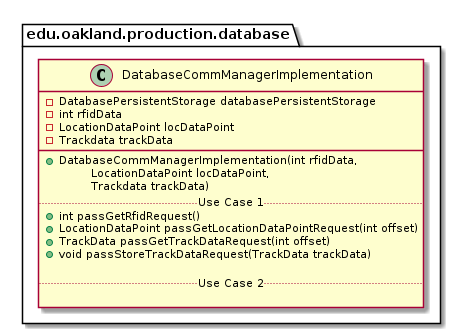 edu.oakland.production.database
C DatabaseCommManagerImplementation
DatabasePersistentStorage databasePersistentStorage
int rfidData
LocationDataPoint locDataPoint
Trackdata trackData
DatabaseCommManagerImplementation(int rfidData,
LocationDataPoint locDataPoint,
Trackdata trackData)
Use Case 1
int passGetRfidRequest()
LocationDataPoint passGetLocationDataPointRequest(int offset)
TrackData passGetTrackDataRequest(int offset)
void passStoreTrackDataRequest(TrackData trackData)
Use Case 2